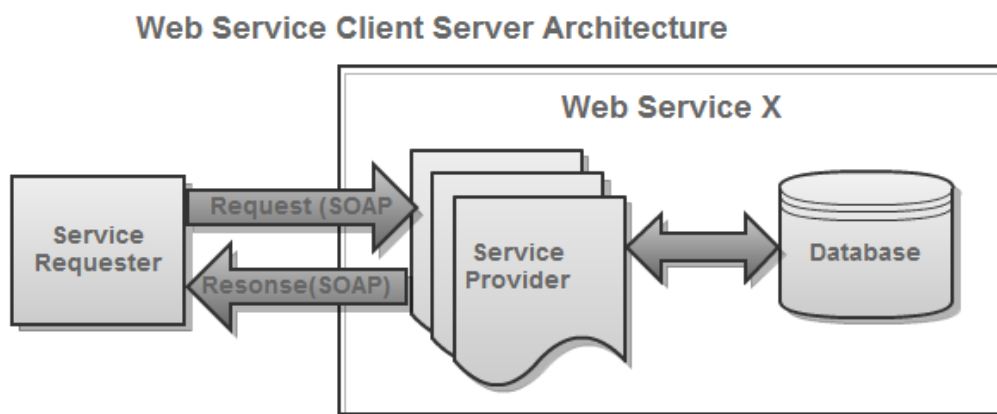 Web Service Client Server Architecture
Web Service X
Service
Requester
Request (SOAP
Resonse(SOAP)
Service
Provider
Database